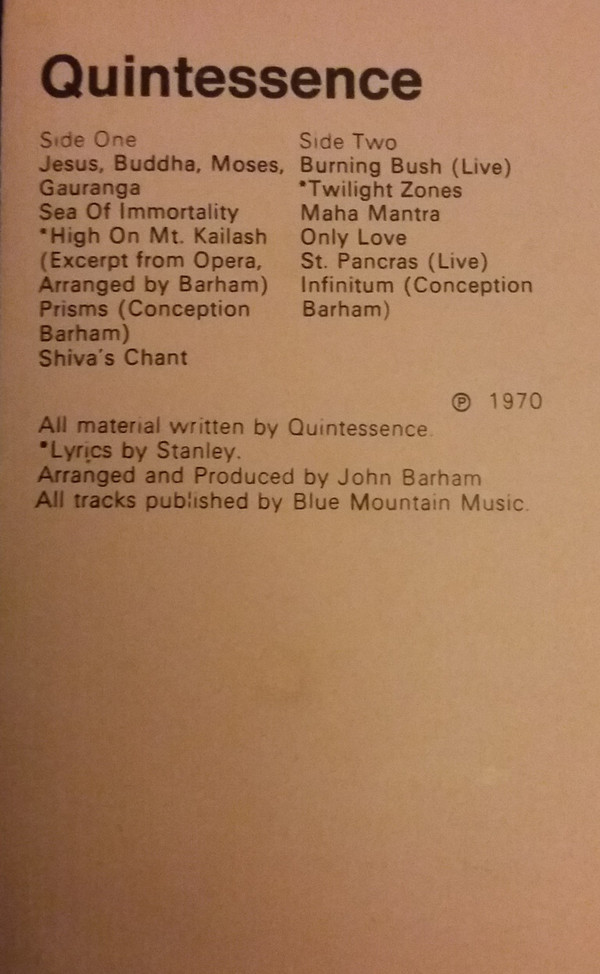 Quintessence
Side One
Jesus, Buddha, Moses,
Gauranga
Sea Of Immortality
*High On Mt. Kailash
(Excerpt from Opera,
Arranged by Barham)
Prisms (Conception
Barham)
Shiva's Chant
Side Two
Burning Bush (Live)
*Twilight Zones
Maha Mantra
Only Love
St. Pancras (Live)
Infinitum (Conception
Barham)
℗ 1970
All material written by Quintessence.
*Lyrics by Stanley.
Arranged and Produced by John Barham
All tracks published by Blue Mountain Music.